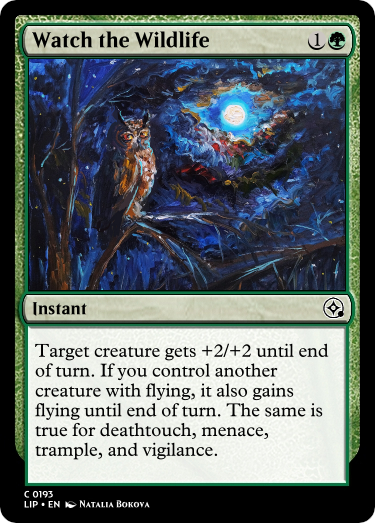 Watch the Wildlife 1
Instant
Target creature gets +2/+2 until end
of turn. If you control another
creature with flying, it also gains
flying until end of turn. The same is
true for deathtouch, menace,
trample, and vigilance.
C 0193
LIP • EN Natalia Bokova